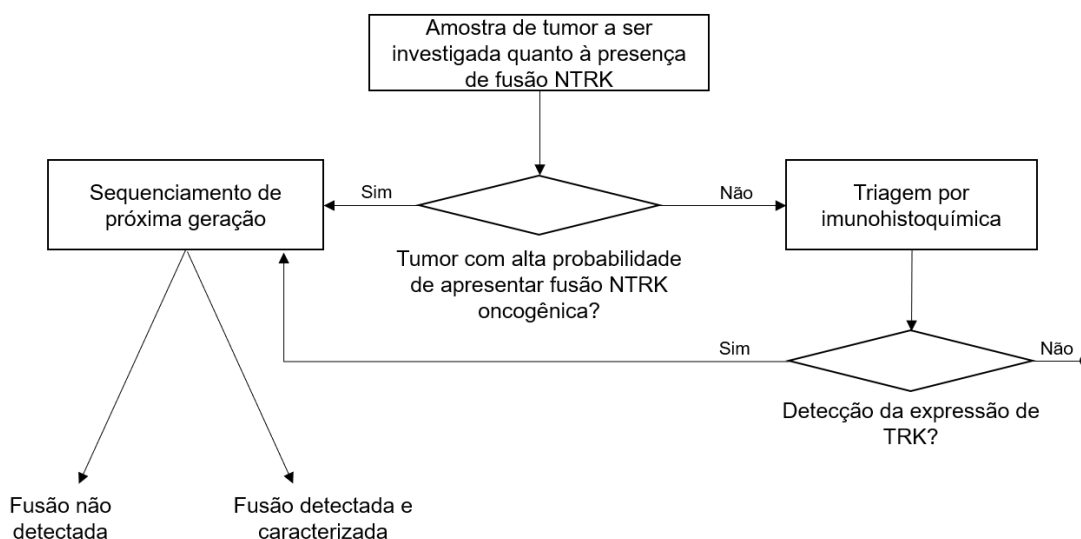 Amostra de tumor a ser
investigada quanto à presença
de fusão NTRK
Sim
Não
Sequenciamento de
próxima geração
Triagem por
imunohistoquímica
Tumor com alta probabilidade
de apresentar fusão NTRK
oncogênica?
Sim
Não
Detecção da expressão de
TRK?
Fusão não
detectada
Fusão detectada e
caracterizada